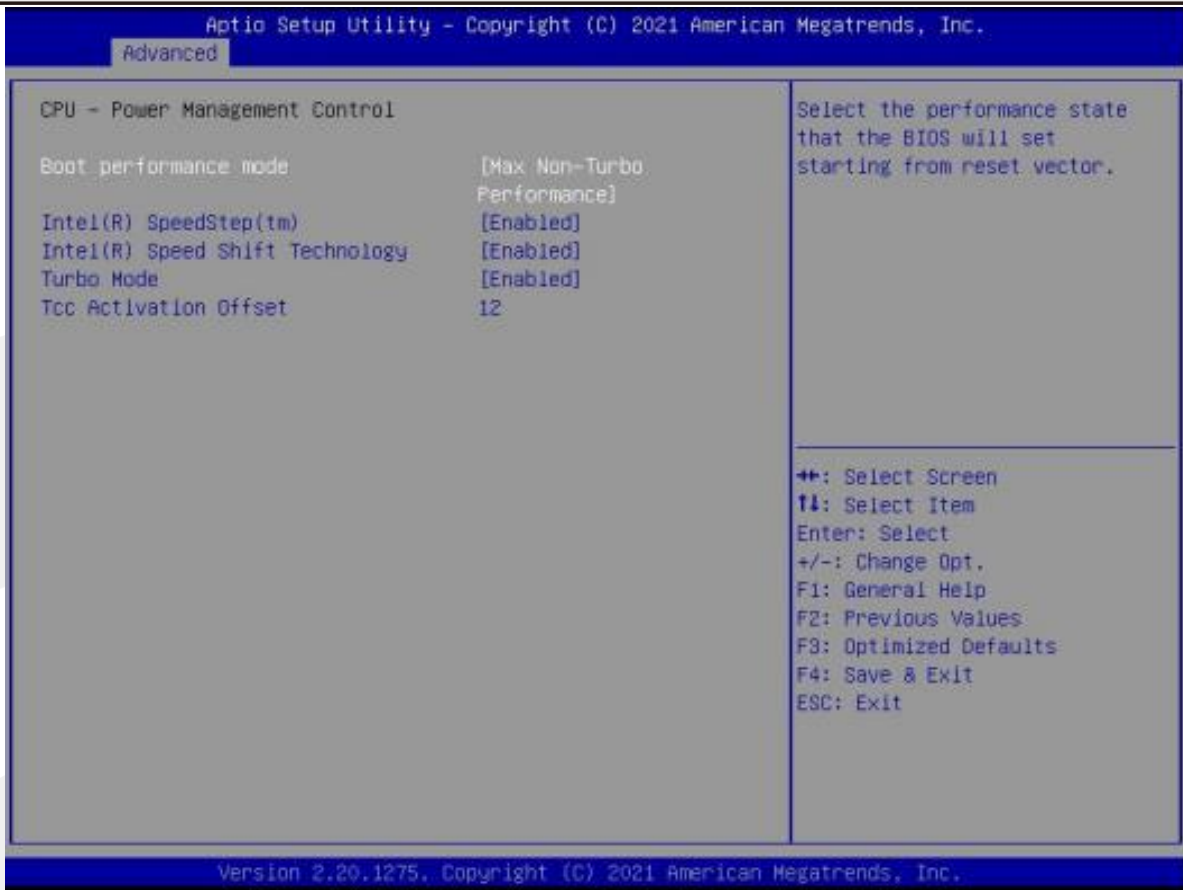 Aptio Setup Utility – Copyright (C) 2021 American Megatrends, Inc.
Advanced
CPU – Power Management Control
Boot performance mode [Max Non-Turbo
Performance]
Intel(R) SpeedStep(tm) [Enabled]
Intel(R) Speed Shift Technology [Enabled]
Turbo Mode [Enabled]
Tcc Activation Offset 12
Select the performance state
that the BIOS will set
starting from reset vector.
→←: Select Screen
↑↓: Select Item
Enter: Select
+/-: Change Opt.
F1: General Help
F2: Previous Values
F3: Optimized Defaults
F4: Save & Exit
ESC: Exit
Version 2.20.1275. Copyright (C) 2021 American Megatrends, Inc.